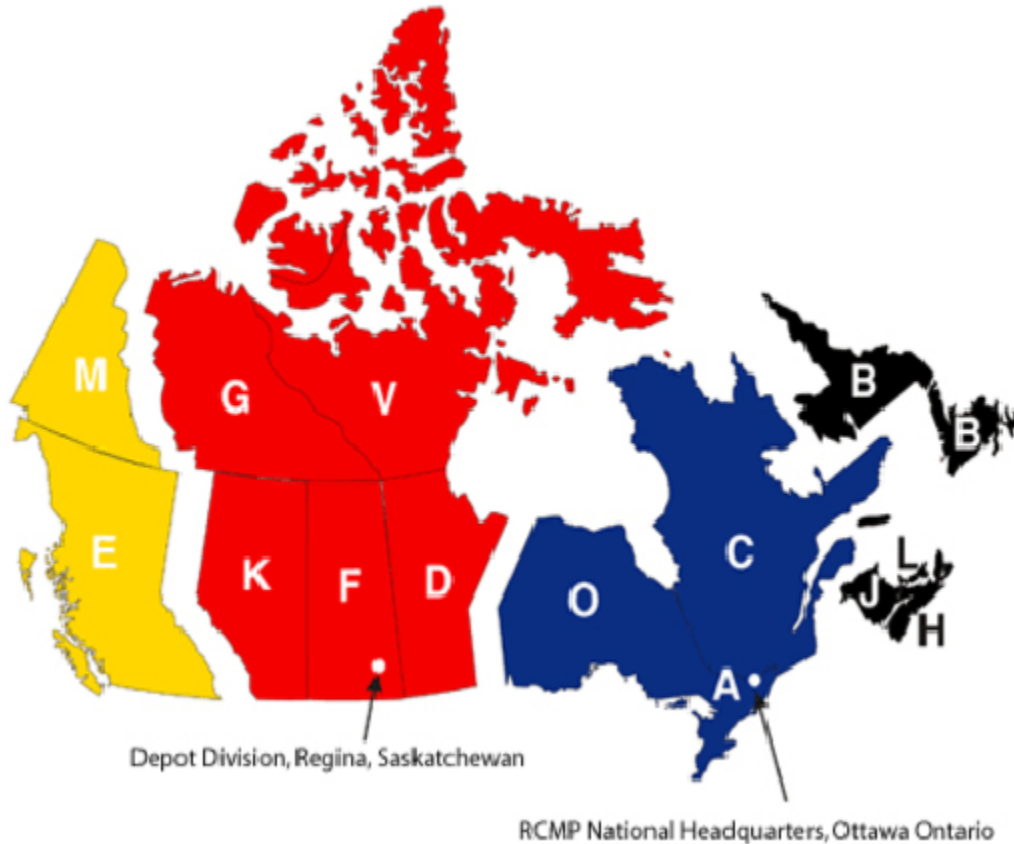 M
G
V
B
B
E
K
F
D
O
C
L
J
H
A
Depot Division, Regina, Saskatchewan
RCMP National Headquarters, Ottawa Ontario